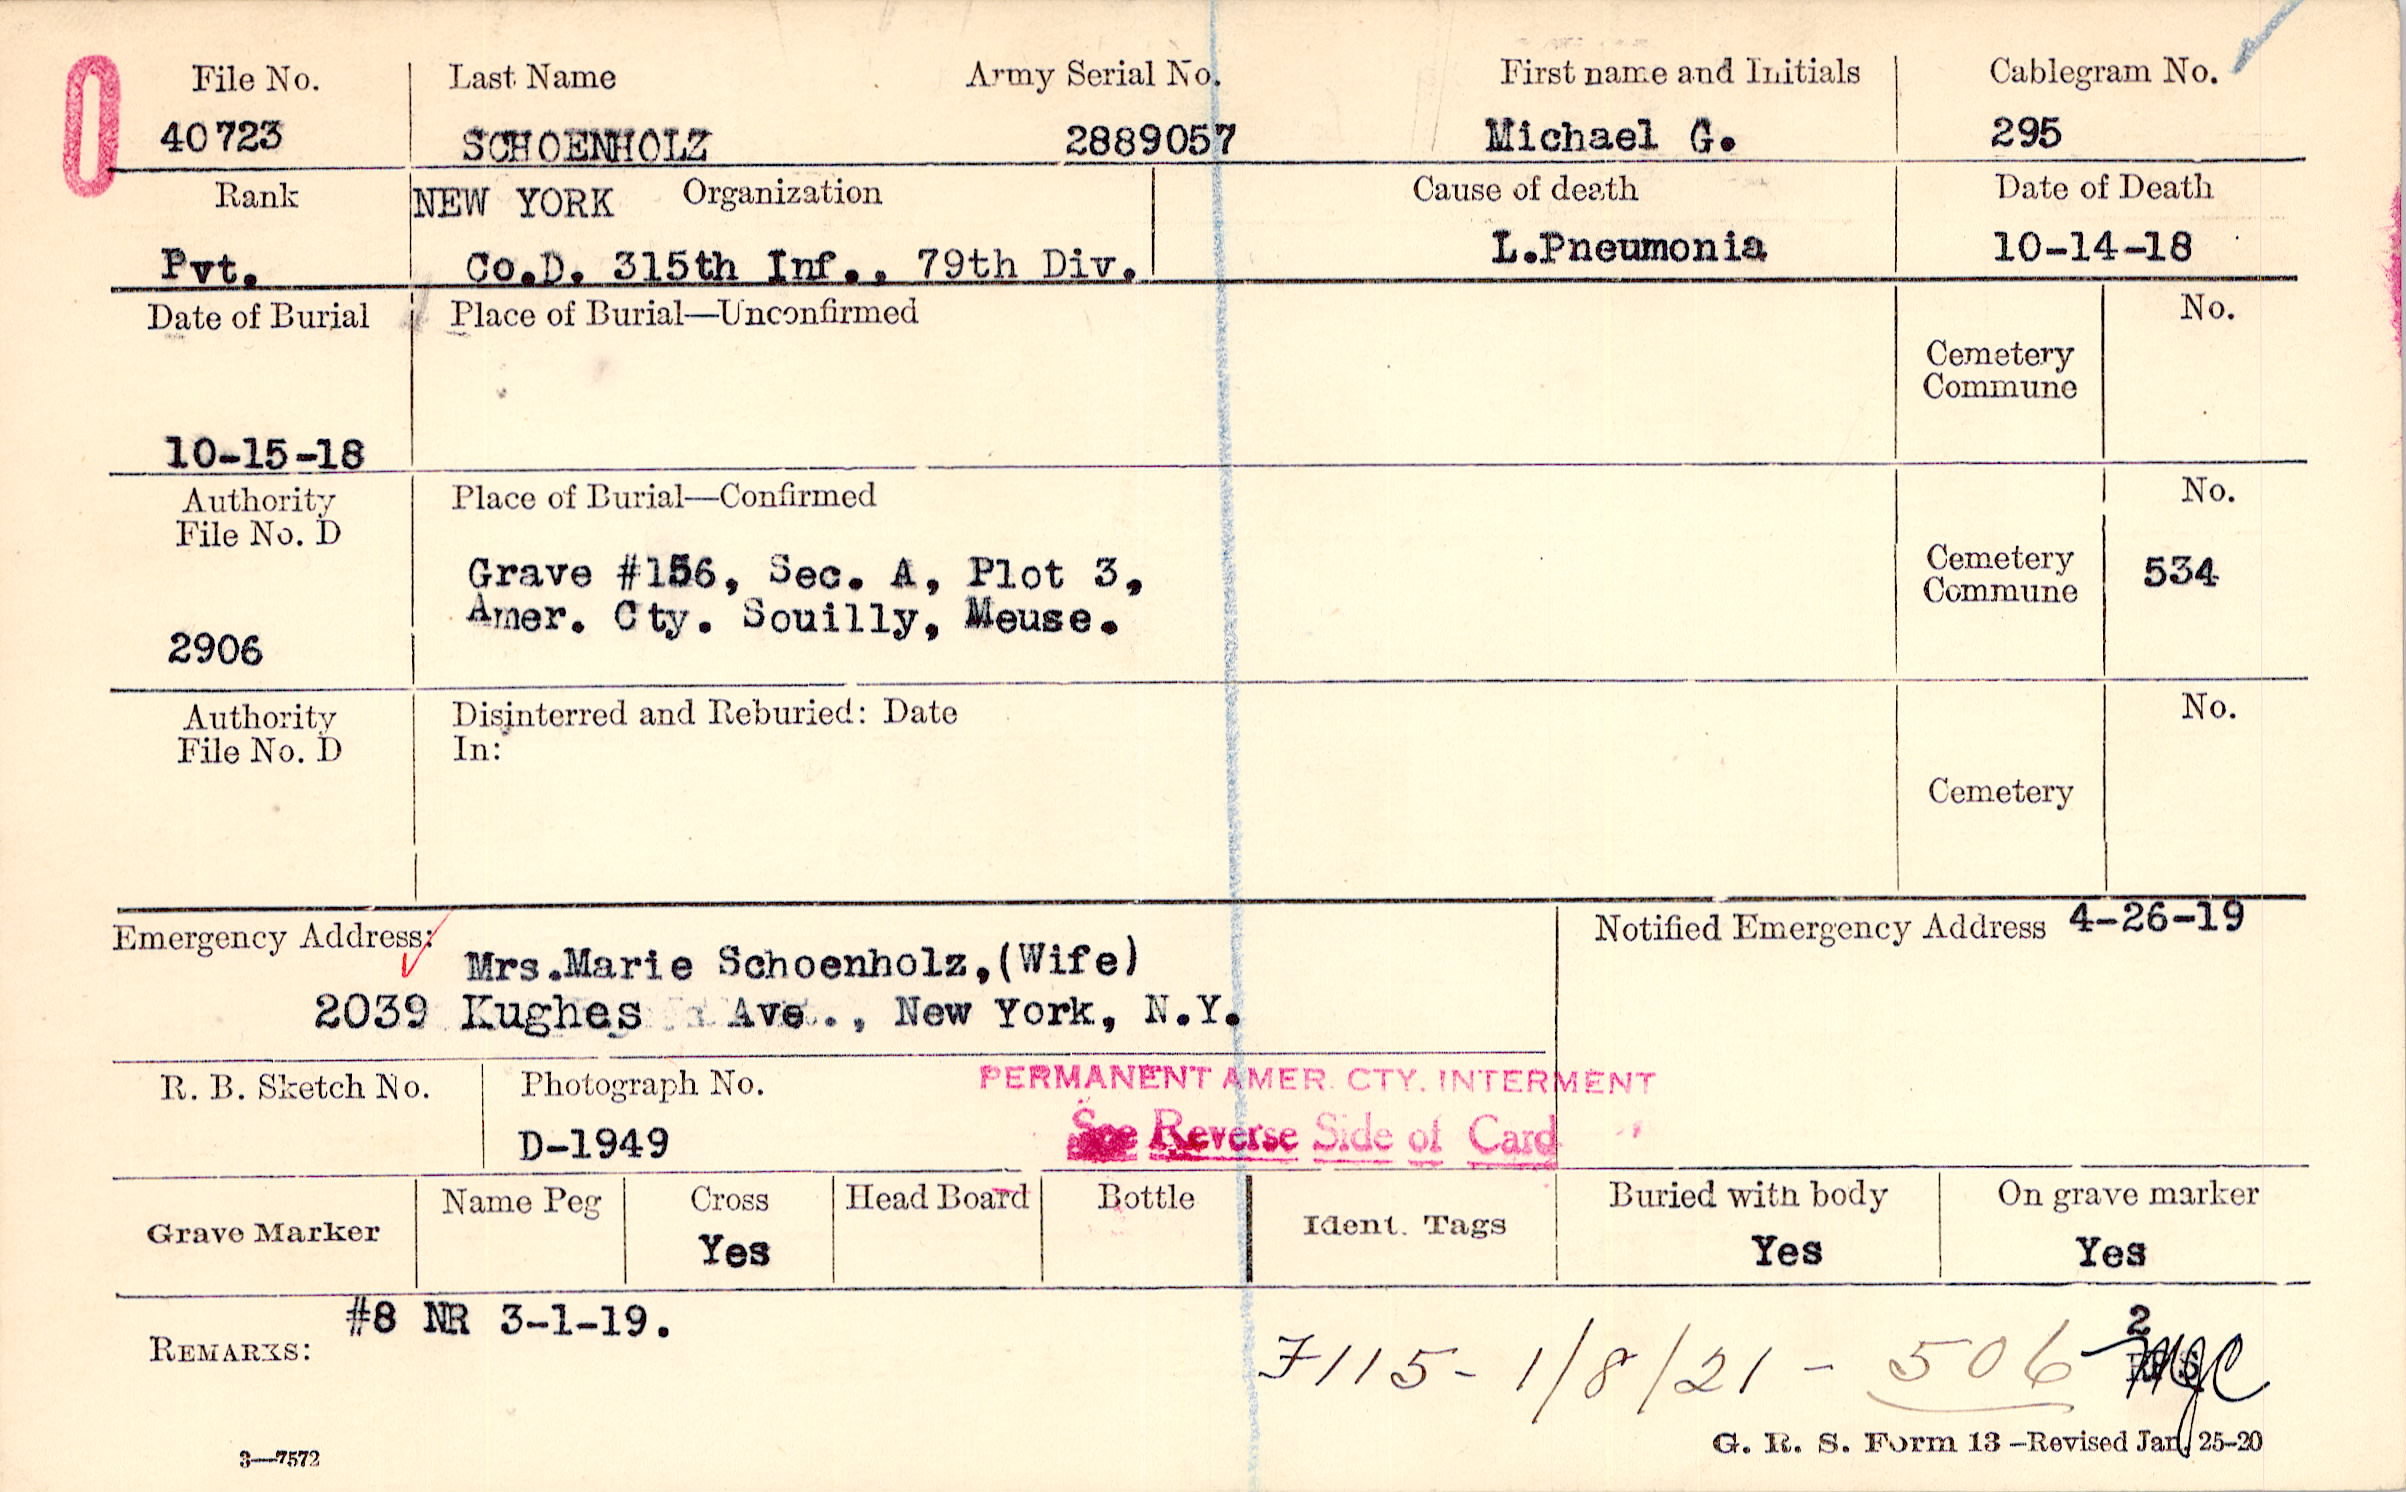 File No. Last Name Army Serial No. First name and Initials Cablegram No.
40723 SCHOENHOLZ 2889057 Michael G. 295
Rank NEW YORK Organization Cause of death Date of Death
Pvt. Co.D. 315th Inf., 79th Div. L.Pneumonia 10-14-18
Date of Burial Place of Burial—Unconfirmed No.
Cemetery
Commune
10-15-18
Authority Place of Burial—Confirmed No.
File No. D
Grave #156, Sec. A, Plot 3, Cemetery 534
Amer. Cty. Souilly, Meuse. Commune
2906
Authority Disinterred and Reburied: Date No.
File No. D In:
Cemetery
Emergency Address: Notified Emergency Address 4-26-19
Mrs.Marie Schoenholz,(Wife)
2039 Kughes Ave.., New York, N.Y.
R. B. Sketch No. Photograph No. PERMANENT AMER. CTY. INTERMENT
D-1949 See Reverse Side of Card
Grave Marker Name Peg Cross Head Board Bottle Ident. Tags Buried with body On grave marker
Yes Yes Yes
#8 NR 3-1-19. 2
REMARKS: F115- 1/8/21 - 506
3—7572 G. R. S. Form 13—Revised Jan. 25-20